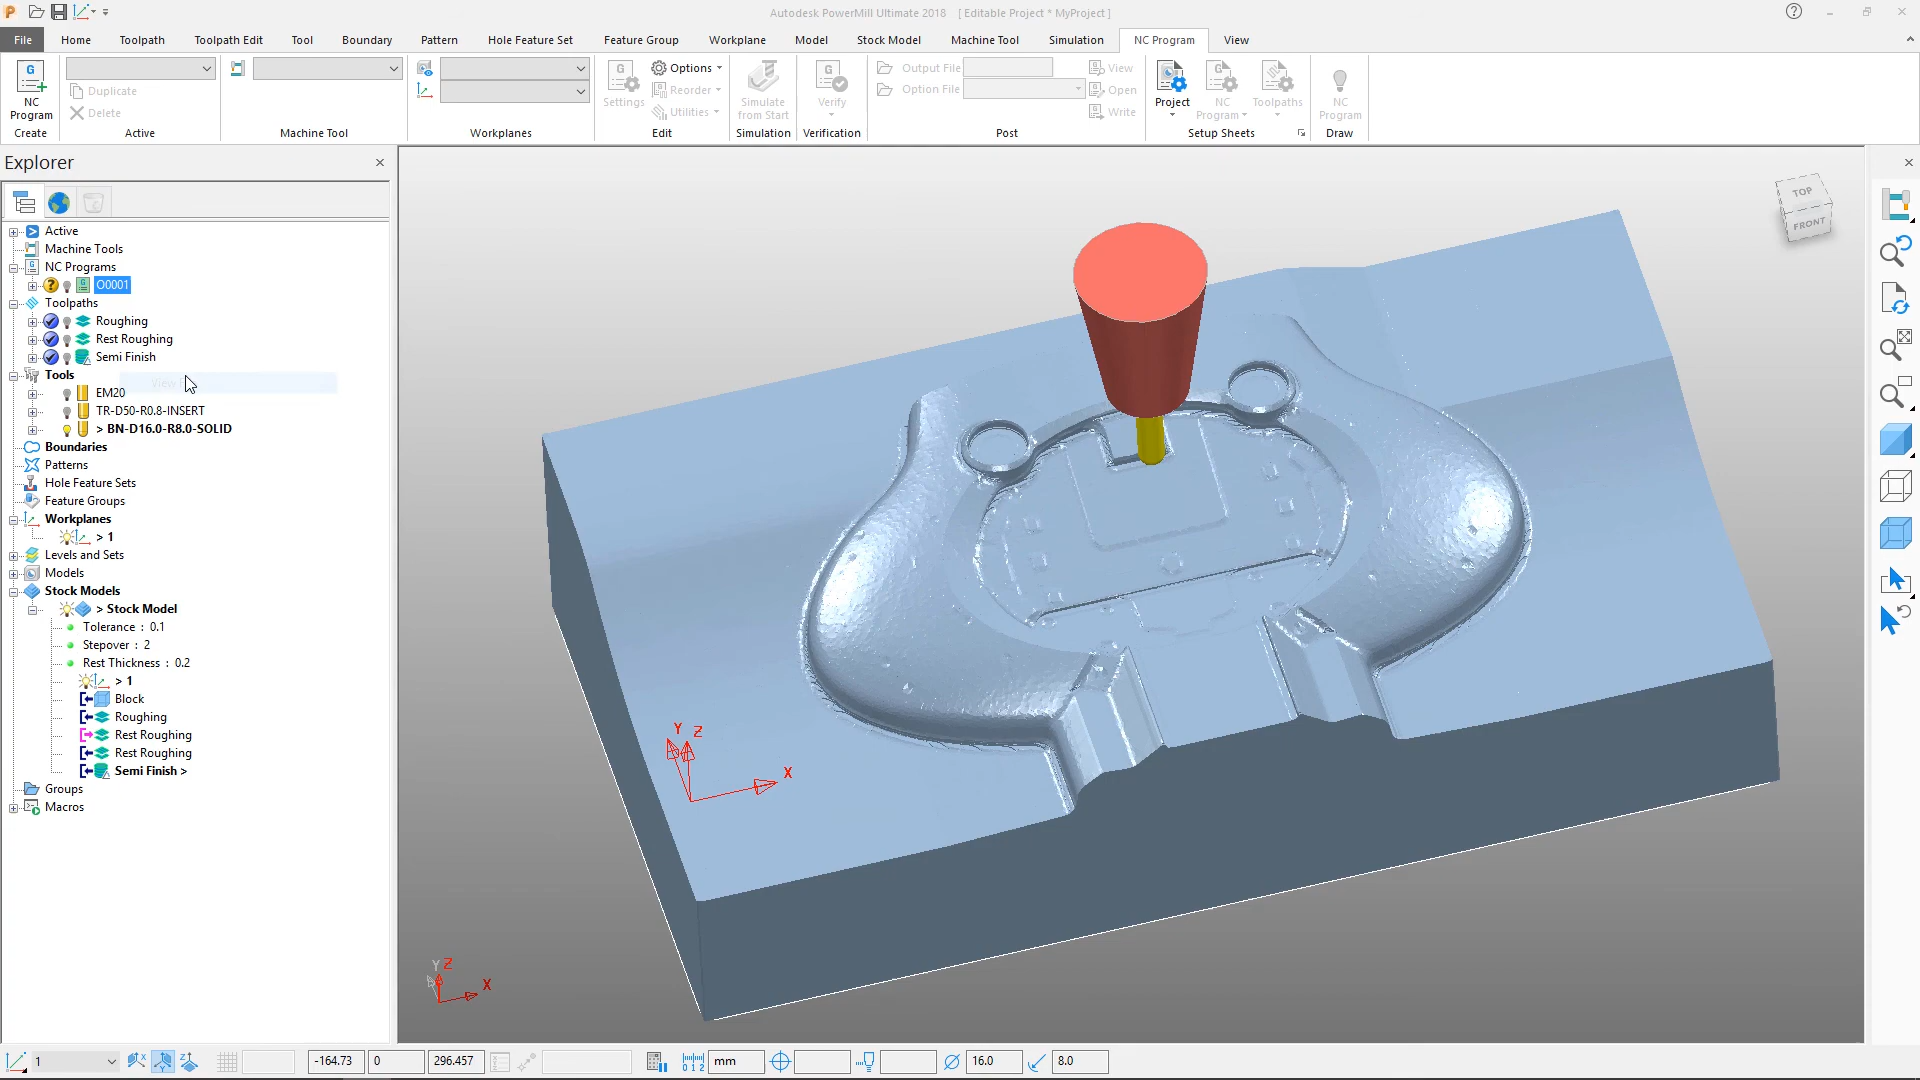 Autodesk PowerMill Ultimate 2018 [ Editable Project * MyProject ]
File Home Toolpath Toolpath Edit Tool Boundary Pattern Hole Feature Set Feature Group Workplane Model Stock Model Machine Tool Simulation NC Program View
NC Program
Create
Duplicate
Delete
Active
Machine Tool
Workplanes
Settings
Options
Reorder
Utilities
Edit
Simulate from Start
Simulation
Verify
Verification
Output File
Option File
View
Open
Write
Post
Project
NC Program
Toolpaths
Setup Sheets
NC Program
Draw
Explorer
Active
Machine Tools
NC Programs
O0001
Toolpaths
Roughing
Rest Roughing
Semi Finish
Tools
View
EM20
TR-D50-R0.8-INSERT
> BN-D16.0-R8.0-SOLID
Boundaries
Patterns
Hole Feature Sets
Feature Groups
Workplanes
> 1
Levels and Sets
Models
Stock Models
> Stock Model
Tolerance : 0.1
Stepover : 2
Rest Thickness : 0.2
> 1
Block
Roughing
Rest Roughing
Rest Roughing
Semi Finish >
Groups
Macros
TOP
FRONT
Y Z
X
Y Z
X
1 -164.73 0 296.457 mm 16.0 8.0